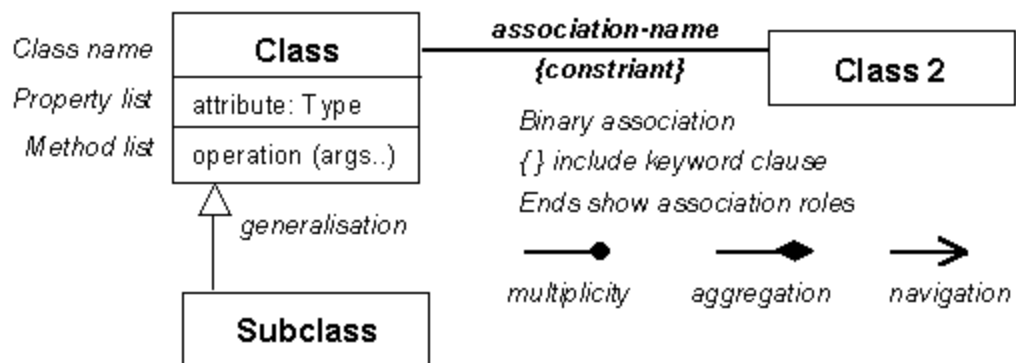 Class name
Class
association-name
{constriant}
Class 2
Property list
attribute: Type
Method list
operation (args..)
Binary association
{ } include keyword clause
Ends show association roles
generalisation
multiplicity
aggregation
navigation
Subclass